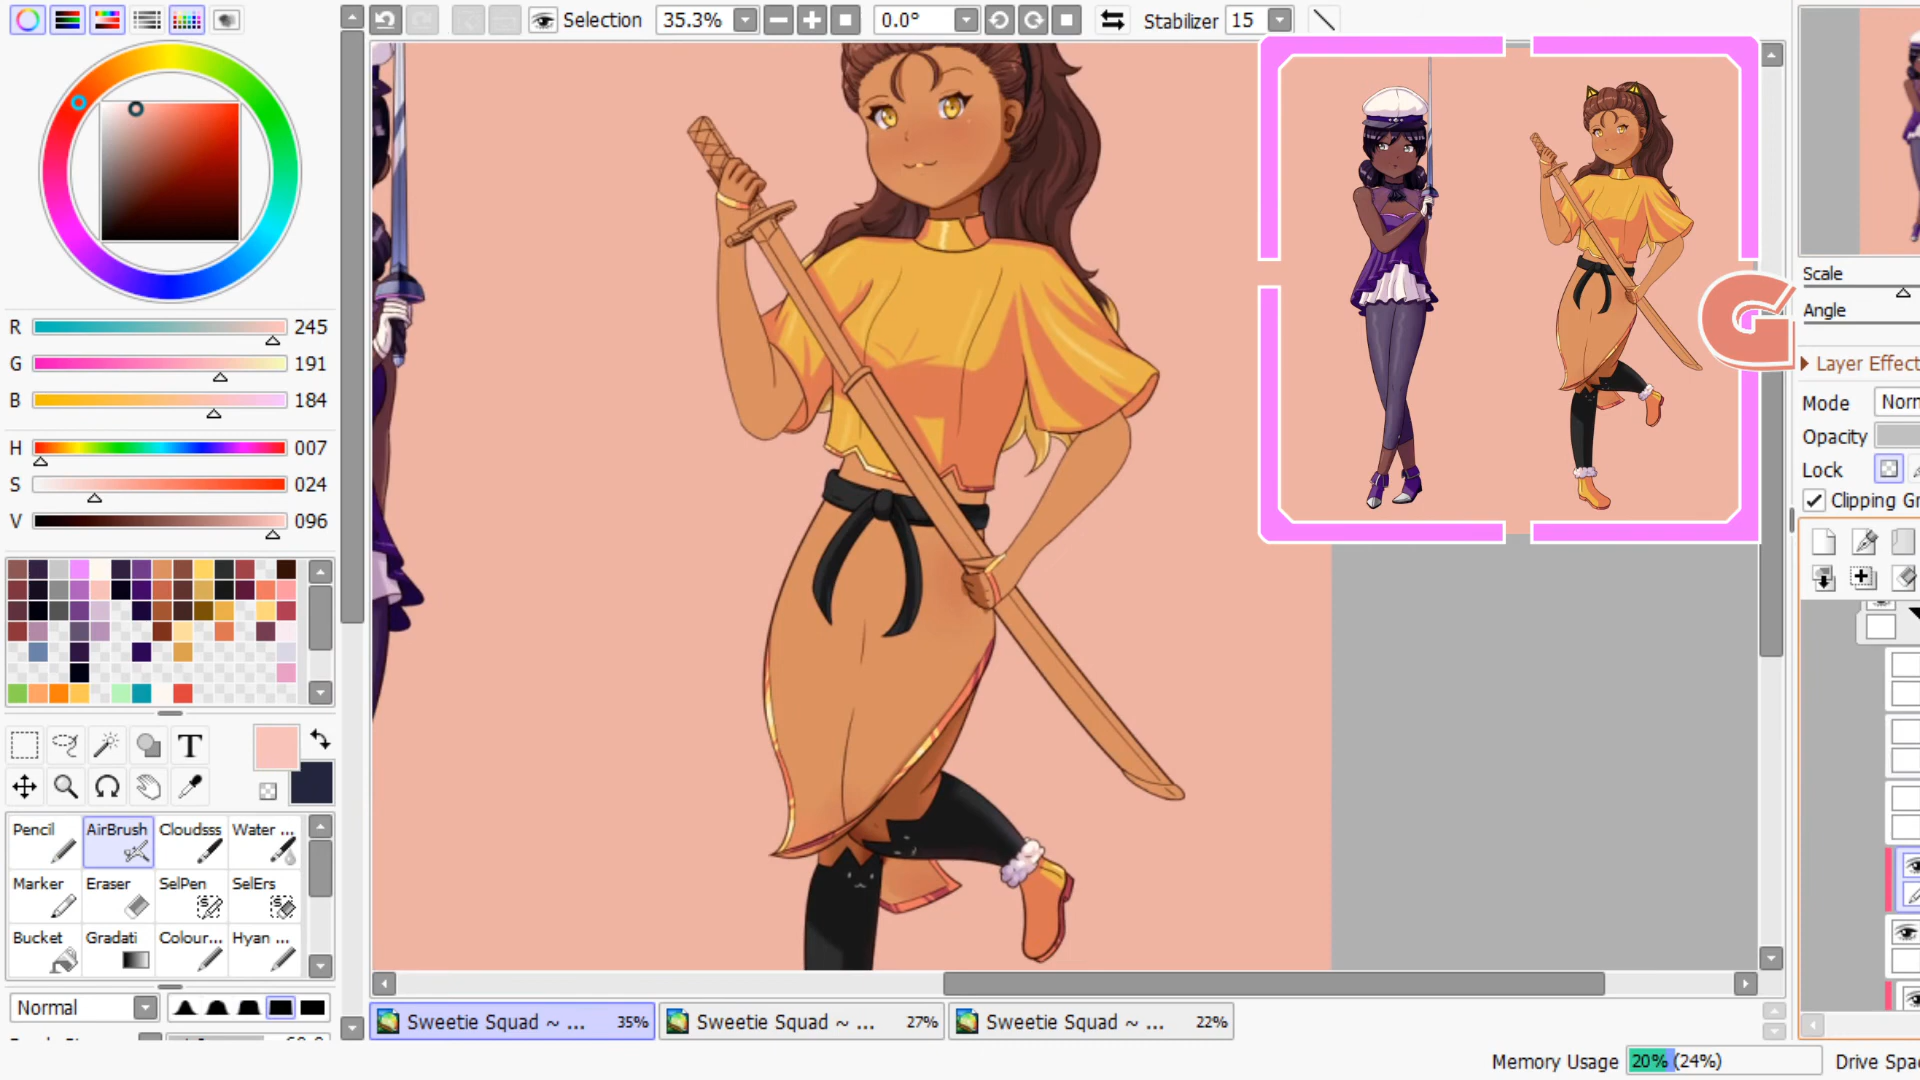 Selection 35.3% 0.0° Stabilizer 15
R 245
G 191
B 184
H 007
S 024
V 096
T
Pencil AirBrush Cloudsss Water ...
Marker Eraser SelPen SelErs
Bucket Gradati Colour... Hyan ...
Normal
G
Scale
Angle
Layer Effect
Mode Norm
Opacity
Lock
Clipping Gr
Sweetie Squad ~ ... 35% Sweetie Squad ~ ... 27% Sweetie Squad ~ ... 22%
Memory Usage 20% (24%) Drive Spac